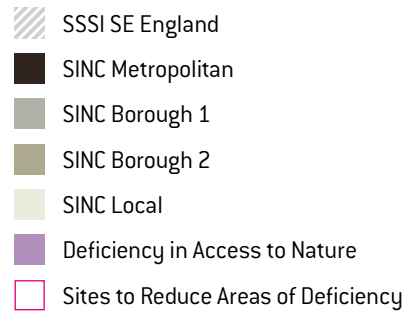 SSSI SE England
SINC Metropolitan
SINC Borough 1
SINC Borough 2
SINC Local
Deficiency in Access to Nature
Sites to Reduce Areas of Deficiency